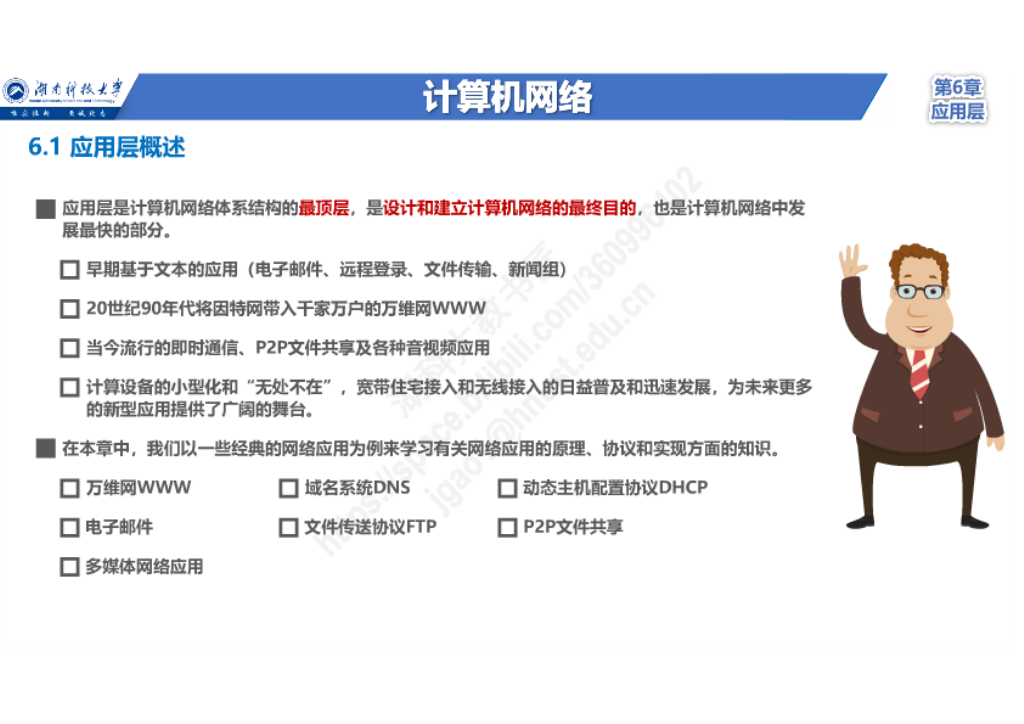 湖南科技大学
计算机网络
第6章
应用层
6.1 应用层概述
应用层是计算机网络体系结构的最顶层，是设计和建立计算机网络的最终目的，也是计算机网络中发
展最快的部分。
早期基于文本的应用（电子邮件、远程登录、文件传输、新闻组）
20世纪90年代将因特网带入千家万户的万维网WWW
当今流行的即时通信、P2P文件共享及各种音视频应用
计算设备的小型化和“无处不在”，宽带住宅接入和无线接入的日益普及和迅速发展，为未来更多
的新型应用提供了广阔的舞台。
在本章中，我们以一些经典的网络应用为例来学习有关网络应用的原理、协议和实现方面的知识。
万维网WWW 域名系统DNS 动态主机配置协议DHCP
电子邮件 文件传送协议FTP P2P文件共享
多媒体网络应用